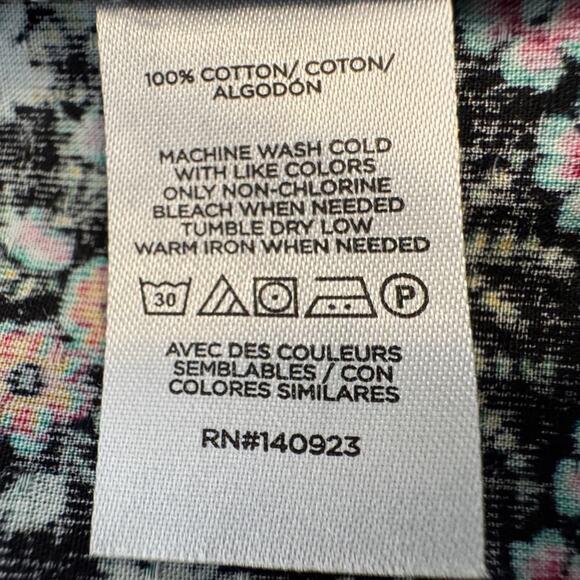 100% COTTON/ COTON/
ALGODÓN
MACHINE WASH COLD
WITH LIKE COLORS
ONLY NON-CHLORINE
BLEACH WHEN NEEDED
TUMBLE DRY LOW
WARM IRON WHEN NEEDED
30 P
AVEC DES COULEURS
SEMBLABLES / CON
COLORES SIMILARES
RN#140923